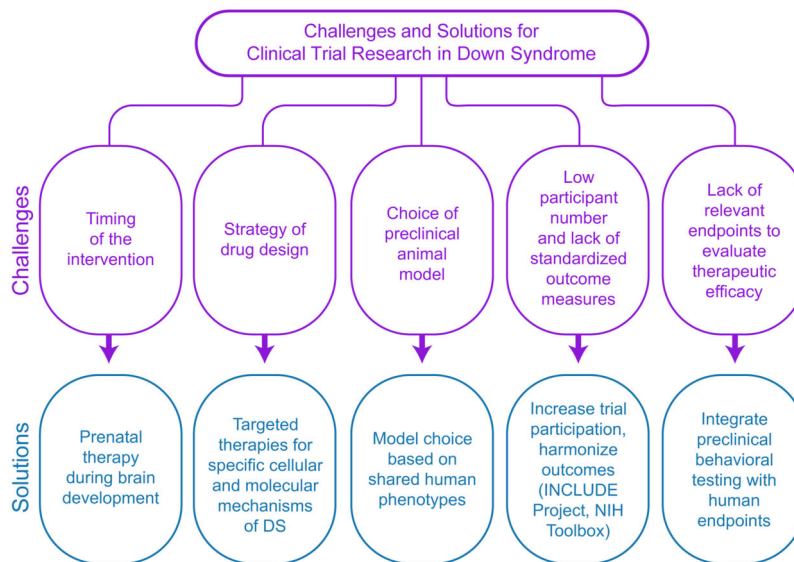 Challenges and Solutions for
Clinical Trial Research in Down Syndrome
Challenges
Timing
of the
intervention
Strategy of
drug design
Choice of
preclinical
animal
model
Low
participant
number
and lack of
standardized
outcome
measures
Lack of
relevant
endpoints to
evaluate
therapeutic
efficacy
Solutions
Prenatal
therapy
during brain
development
Targeted
therapies for
specific cellular
and molecular
mechanisms
of DS
Model choice
based on
shared human
phenotypes
Increase trial
participation,
harmonize
outcomes
(INCLUDE
Project, NIH
Toolbox)
Integrate
preclinical
behavioral
testing with
human
endpoints